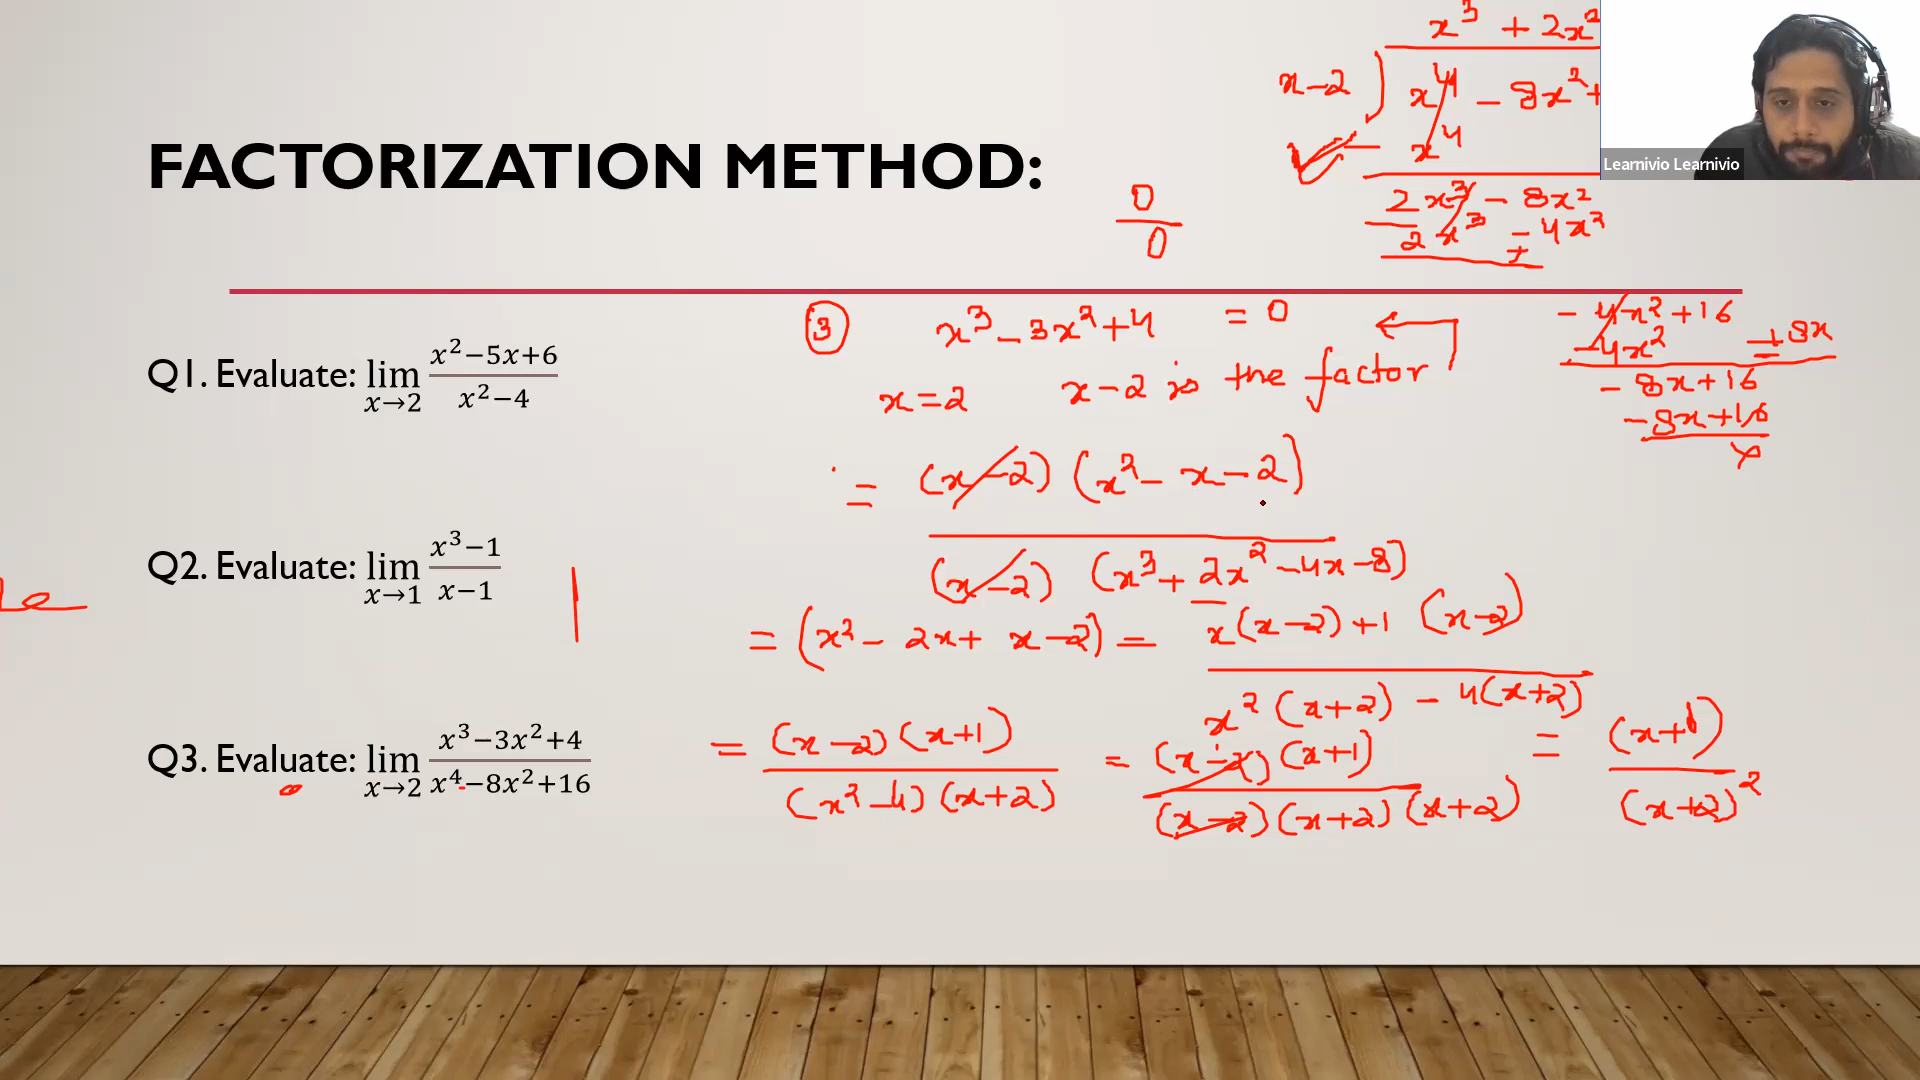 FACTORIZATION METHOD:
x³ + 2x²
x-2 ) x⁴ - 8x² +
- x⁴
2x³ - 8x²
2x³ - 4x²
+
0/0
Learnivio Learnivio
- 4x² + 16
- 4x² + 8x
- 8x + 16
- 8x + 16
x
Q1. Evaluate: lim x→2 (x²−5x+6)/(x²−4)
③ x³ - 3x² + 4 = 0
x = 2 x - 2 is the factor
= (x-2) (x² - x - 2) / (x-2) (x³ + 2x² - 4x - 8)
Q2. Evaluate: lim x→1 (x³−1)/(x−1)
= (x² - 2x + x - 2) = x(x-2) + 1 (x-2) / x² (x+2) - 4(x+2)
Q3. Evaluate: lim x→2 (x³−3x²+4)/(x⁴−8x²+16)
= (x-2) (x+1) / (x² - 4) (x+2) = (x-2) (x+1) / (x-2) (x+2) (x+2) = (x+1) / (x+2)²